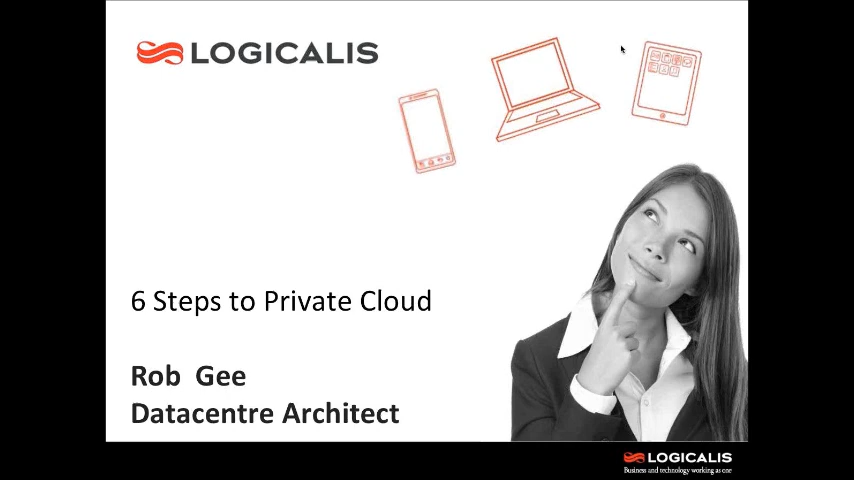 LOGICALIS
6 Steps to Private Cloud
Rob Gee
Datacentre Architect
LOGICALIS
Business and technology working as one